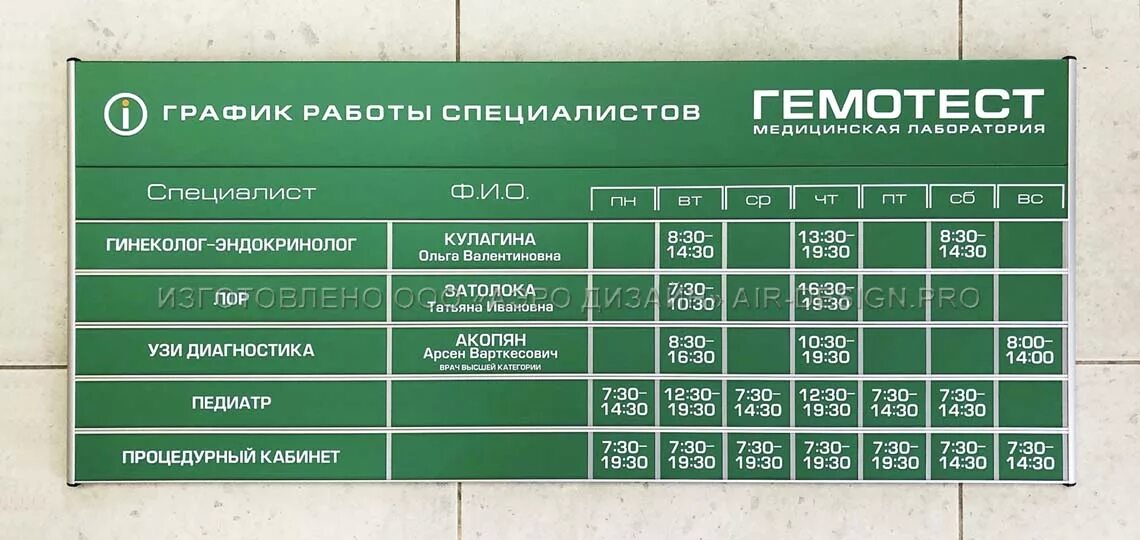 i ГРАФИК РАБОТЫ СПЕЦИАЛИСТОВ
ГЕМОТЕСТ
МЕДИЦИНСКАЯ ЛАБОРАТОРИЯ
Специалист Ф.И.О. ПН ВТ СР ЧТ ПТ СБ ВС
ГИНЕКОЛОГ-ЭНДОКРИНОЛОГ
КУЛАГИНА
Ольга Валентиновна
8:30–
14:30
13:30–
19:30
8:30–
14:30
ИЗГОТОВЛЕНО ООО «АЭРО ДИЗАЙН» AIR-DESIGN.PRO
ЛОР
ЗАТОЛОКА
Татьяна Ивановна
7:30–
10:30
16:30–
19:30
УЗИ ДИАГНОСТИКА
АКОПЯН
Арсен Варткесович
ВРАЧ ВЫСШЕЙ КАТЕГОРИИ
8:30–
16:30
10:30–
19:30
8:00–
14:00
ПЕДИАТР
7:30–
14:30
12:30–
19:30
7:30–
14:30
12:30–
19:30
7:30–
14:30
7:30–
14:30
ПРОЦЕДУРНЫЙ КАБИНЕТ
7:30–
19:30
7:30–
19:30
7:30–
19:30
7:30–
19:30
7:30–
19:30
7:30–
14:30
7:30–
14:30